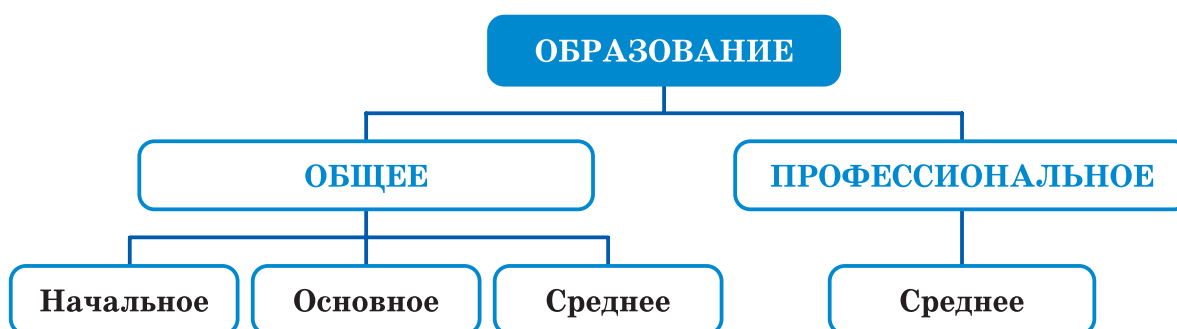 ОБРАЗОВАНИЕ
ОБЩЕЕ
ПРОФЕССИОНАЛЬНОЕ
Начальное
Основное
Среднее
Среднее